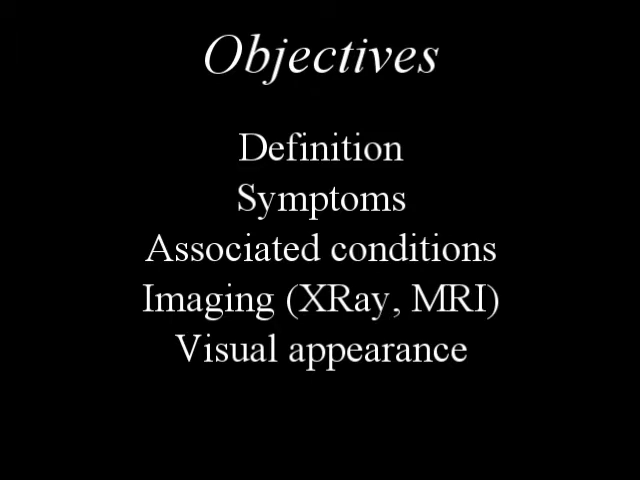 Objectives
Definition
Symptoms
Associated conditions
Imaging (XRay, MRI)
Visual appearance